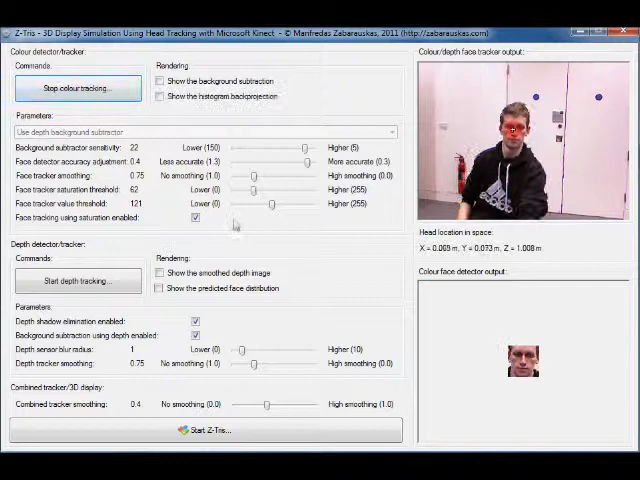 Z-Tris - 3D Display Simulation Using Head Tracking with Microsoft Kinect - © Manfredas Zabarauskas, 2011 (http://zabarauskas.com)
Colour detector/tracker:
Commands:
Rendering:
Stop colour tracking...
Show the background subtraction
Show the histogram backprojection
Parameters:
Use depth background subtractor
Background subtractor sensitivity: 22 Lower (150) Higher (5)
Face detector accuracy adjustment: 0.4 Less accurate (1.3) More accurate (0.3)
Face tracker smoothing: 0.75 No smoothing (1.0) High smoothing (0.0)
Face tracker saturation threshold: 62 Lower (0) Higher (255)
Face tracker value threshold: 121 Lower (0) Higher (255)
Face tracking using saturation enabled:
Depth detector/tracker:
Commands:
Rendering:
Start depth tracking...
Show the smoothed depth image
Show the predicted face distribution
Parameters:
Depth shadow elimination enabled:
Background subtraction using depth enabled:
Depth sensor blur radius: 1 Lower (0) Higher (10)
Depth tracker smoothing: 0.75 No smoothing (1.0) High smoothing (0.0)
Combined tracker/3D display:
Combined tracker smoothing: 0.4 No smoothing (0.0) High smoothing (1.0)
Start Z-Tris...
Colour/depth face tracker output:
adidas
Head location in space:
X = 0.069 m, Y = 0.073 m, Z = 1.008 m
Colour face detector output: